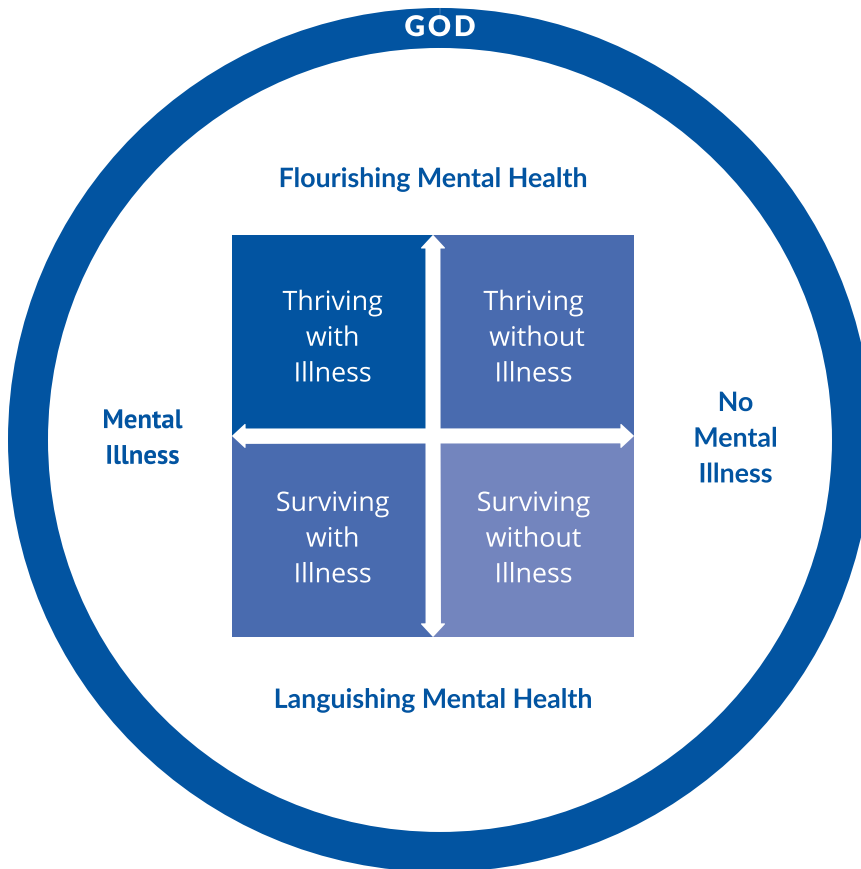 GOD
Flourishing Mental Health
Thriving
with
Illness
Thriving
without
Illness
Mental
Illness
No
Mental
Illness
Surviving
with
Illness
Surviving
without
Illness
Languishing Mental Health